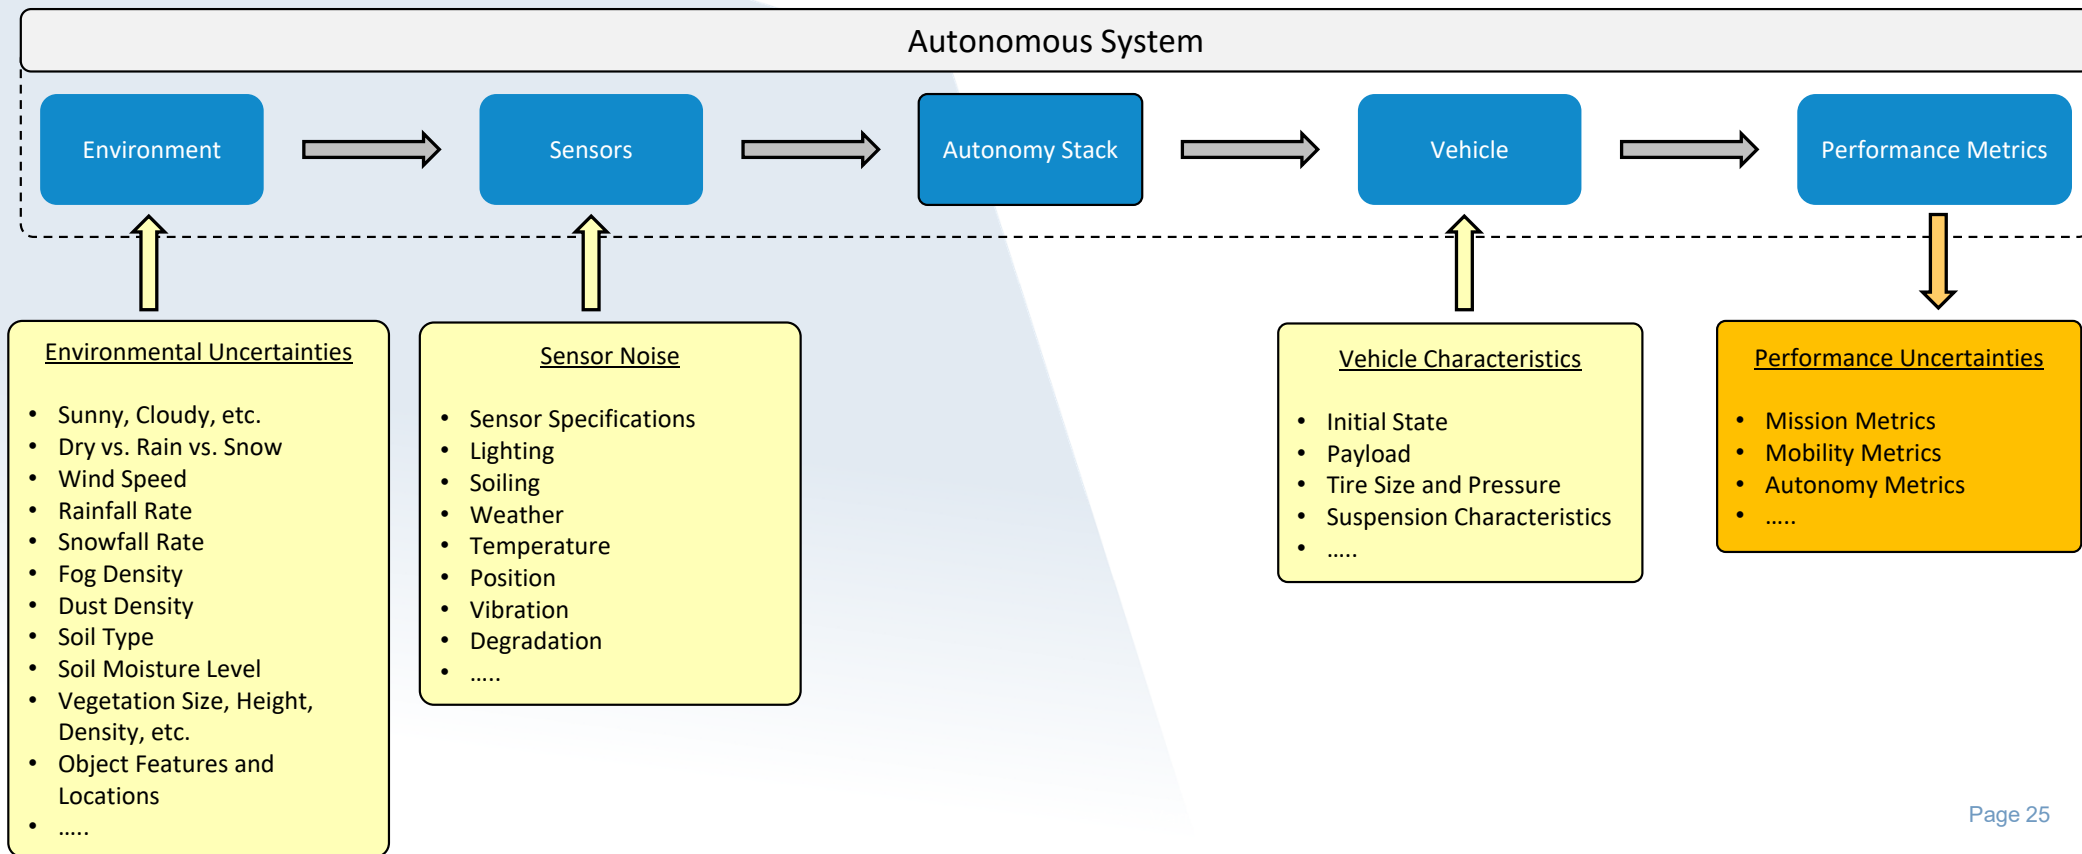 Autonomous System
Environment
Sensors
Autonomy Stack
Vehicle
Performance Metrics
Environmental Uncertainties
• Sunny, Cloudy, etc.
• Dry vs. Rain vs. Snow
• Wind Speed
• Rainfall Rate
• Snowfall Rate
• Fog Density
• Dust Density
• Soil Type
• Soil Moisture Level
• Vegetation Size, Height,
Density, etc.
• Object Features and
Locations
• …..
Sensor Noise
• Sensor Specifications
• Lighting
• Soiling
• Weather
• Temperature
• Position
• Vibration
• Degradation
• …..
Vehicle Characteristics
• Initial State
• Payload
• Tire Size and Pressure
• Suspension Characteristics
• …..
Performance Uncertainties
• Mission Metrics
• Mobility Metrics
• Autonomy Metrics
• …..
Page 25